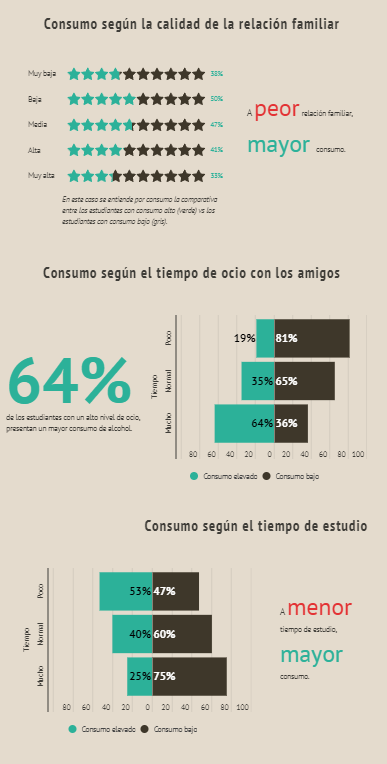 Consumo según la calidad de la relación familiar
Muy baja 38%
Baja 50%
Media 47%
Alta 41%
Muy alta 33%
A peor relación familiar,
mayor consumo.
En este caso se entiende por consumo la comparativa
entre los estudiantes con consumo alto (verde) vs los
estudiantes con consumo bajo (gris).
Consumo según el tiempo de ocio con los amigos
64%
de los estudiantes con un alto nivel de ocio,
presentan un mayor consumo de alcohol.
Tiempo
Poco 19% 81%
Normal 35% 65%
Mucho 64% 36%
80 60 40 20 0 20 40 60 80 100
Consumo elevado Consumo bajo
Consumo según el tiempo de estudio
Tiempo
Poco 53% 47%
Normal 40% 60%
Mucho 25% 75%
80 60 40 20 0 20 40 60 80 100
Consumo elevado Consumo bajo
A menor
tiempo de estudio,
mayor
consumo.